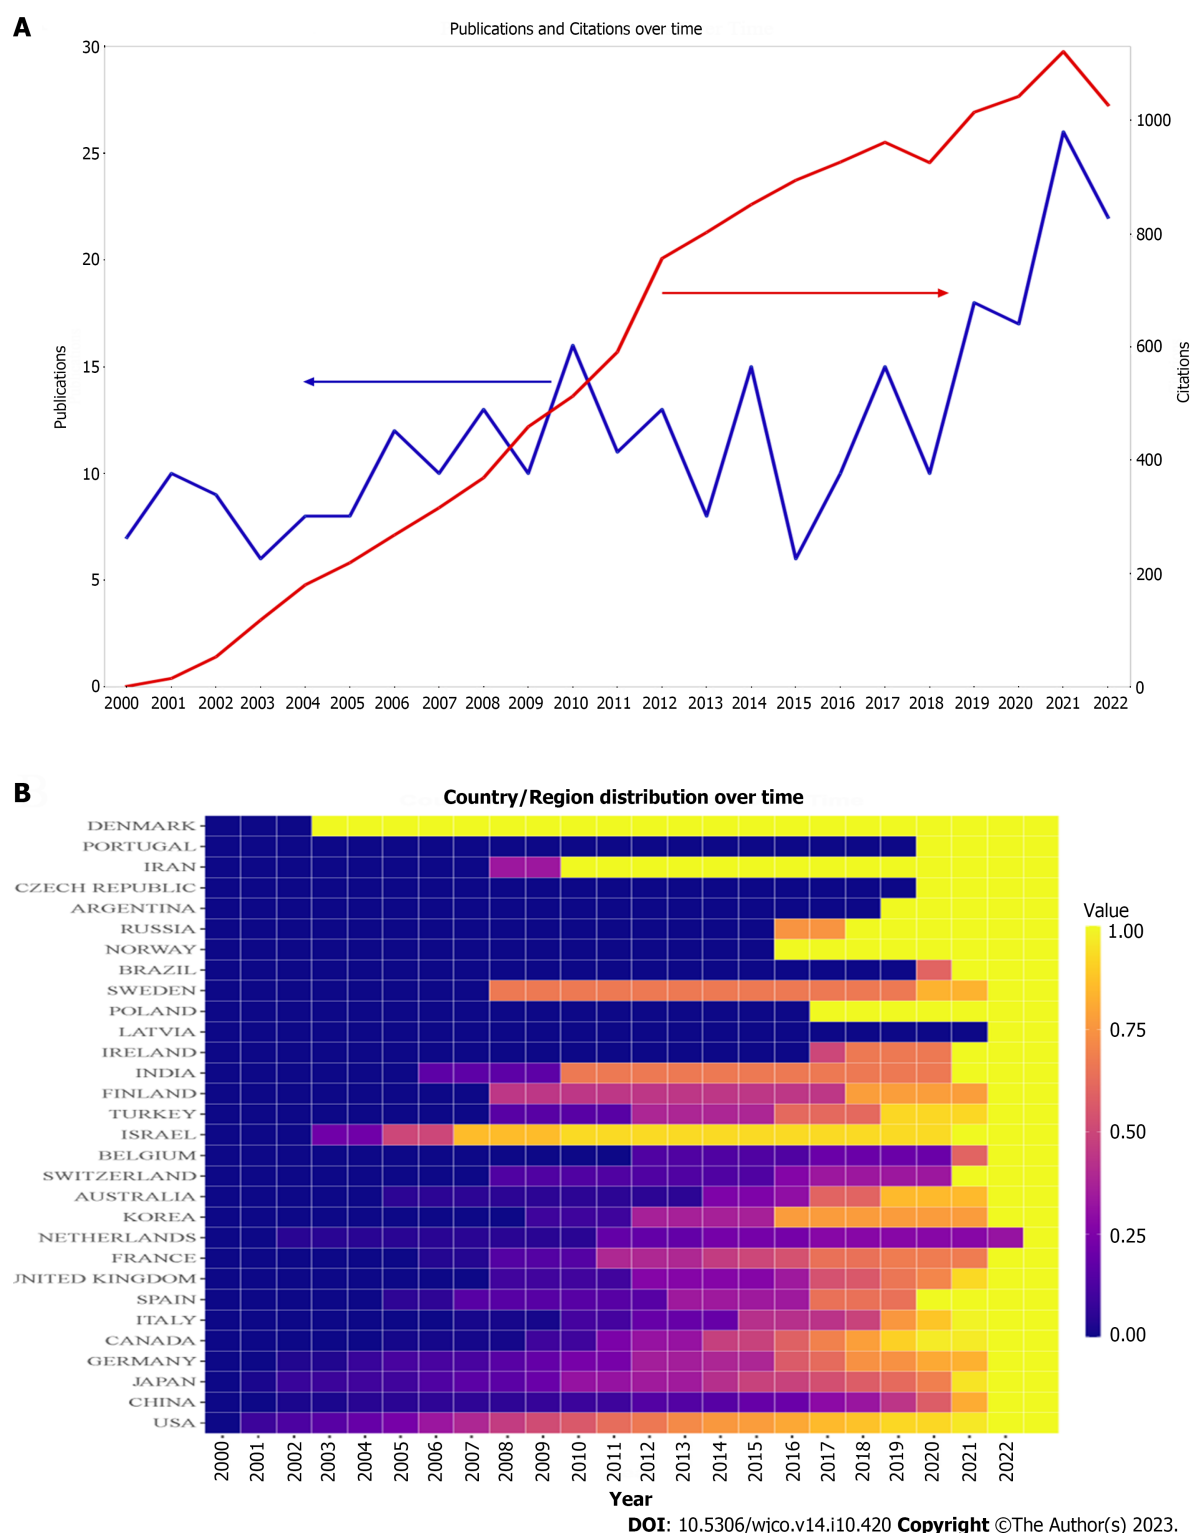 A
Publications and Citations over time
30
25
20
15
10
5
0
Publications
1000
800
600
400
200
0
Citations
2000 2001 2002 2003 2004 2005 2006 2007 2008 2009 2010 2011 2012 2013 2014 2015 2016 2017 2018 2019 2020 2021 2022
B
Country/Region distribution over time
DENMARK
PORTUGAL
IRAN
CZECH REPUBLIC
ARGENTINA
RUSSIA
NORWAY
BRAZIL
SWEDEN
POLAND
LATVIA
IRELAND
INDIA
FINLAND
TURKEY
ISRAEL
BELGIUM
SWITZERLAND
AUSTRALIA
KOREA
NETHERLANDS
FRANCE
UNITED KINGDOM
SPAIN
ITALY
CANADA
GERMANY
JAPAN
CHINA
USA
Value
1.00
0.75
0.50
0.25
0.00
2000 2001 2002 2003 2004 2005 2006 2007 2008 2009 2010 2011 2012 2013 2014 2015 2016 2017 2018 2019 2020 2021 2022
Year
DOI: 10.5306/wjco.v14.i10.420 Copyright ©The Author(s) 2023.